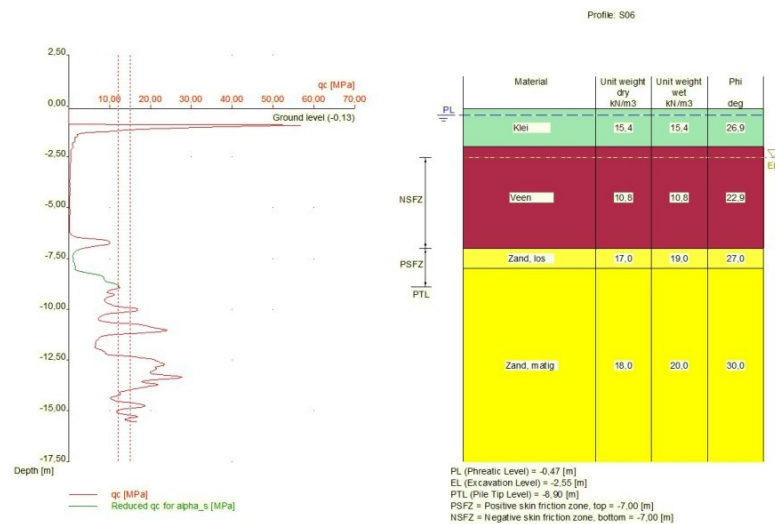 Profile: S06
2,50
qc [MPa]
0,00 10,00 20,00 30,00 40,00 50,00 60,00 70,00
Ground level (-0,13)
-2,50
-5,00
-7,50
-10,00
-12,50
-15,00
-17,50
Depth [m]
qc [MPa]
Reduced qc for alpha_s [MPa]
Material Unit weight dry kN/m3 Unit weight wet kN/m3 Phi deg
PL
Klei 15,4 15,4 26,9
EL
NSFZ
Veen 10,8 10,8 22,9
PSFZ
Zand, los 17,0 19,0 27,0
PTL
Zand, matig 18,0 20,0 30,0
PL (Phreatic Level) = -0,47 [m]
EL (Excavation Level) = -2,55 [m]
PTL (Pile Tip Level) = -8,90 [m]
PSFZ = Positive skin friction zone, top = -7,00 [m]
NSFZ = Negative skin friction zone, bottom = -7,00 [m]